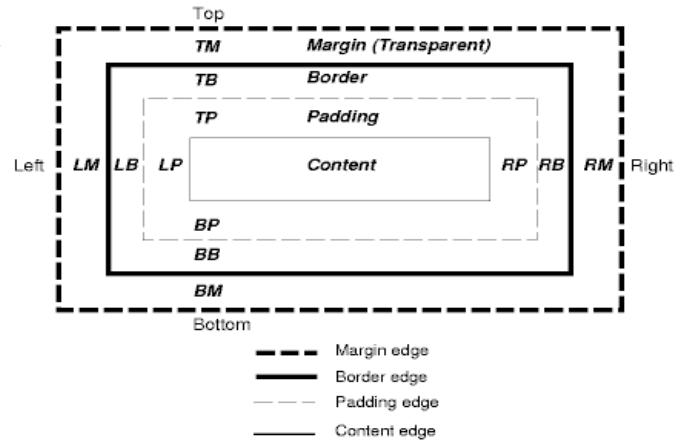 Top
TM Margin (Transparent)
TB Border
TP Padding
Left LM LB LP Content RP RB RM Right
BP
BB
BM
Bottom
Margin edge
Border edge
Padding edge
Content edge